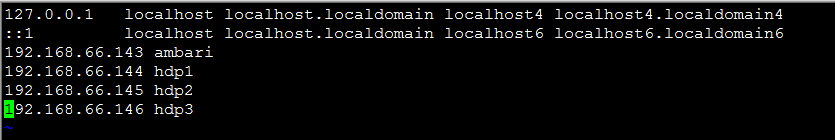 127.0.0.1   localhost localhost.localdomain localhost4 localhost4.localdomain4
::1         localhost localhost.localdomain localhost6 localhost6.localdomain6
192.168.66.143 ambari
192.168.66.144 hdp1
192.168.66.145 hdp2
192.168.66.146 hdp3
~